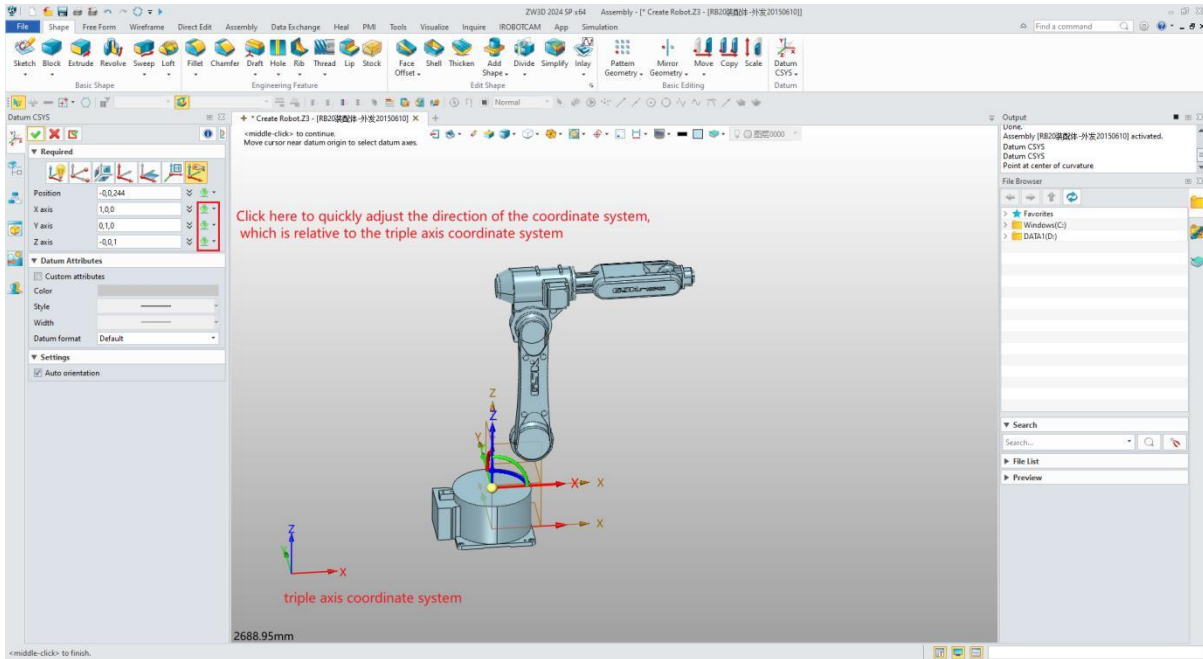 ZW3D 2024 SP x64 Assembly - [* Create Robot.Z3 - [RB20装配体-外发20150610]]
File Shape Free Form Wireframe Direct Edit Assembly Data Exchange Heal PMI Tools Visualize Inquire IROBOTCAM App Simulation Find a command
Sketch Block Extrude Revolve Sweep Loft Fillet Chamfer Draft Hole Rib Thread Lip Stock Face Offset Shell Thicken Add Shape Divide Simplify Inlay Pattern Geometry Mirror Geometry Move Copy Scale Datum CSYS
Basic Shape Engineering Feature Edit Shape Basic Editing Datum
Normal
Datum CSYS
* Create Robot.Z3 - [RB20装配体-外发20150610]
<middle-click> to continue.
Move cursor near datum origin to select datum axes.
图层0000
Required
Position -0,0,244
X axis 1,0,0
Y axis 0,1,0
Z axis -0,0,1
Datum Attributes
Custom attributes
Color
Style
Width
Datum format Default
Settings
Auto orientation
Click here to quickly adjust the direction of the coordinate system,
which is relative to the triple axis coordinate system
Z
Z
Y
X X
X
Z
X
triple axis coordinate system
2688.95mm
Output
Done.
Assembly [RB20装配体-外发20150610] activated.
Datum CSYS
Datum CSYS
Point at center of curvature
File Browser
Favorites
Windows(C:)
DATA1(D:)
Search
Search...
File List
Preview
<middle-click> to finish.